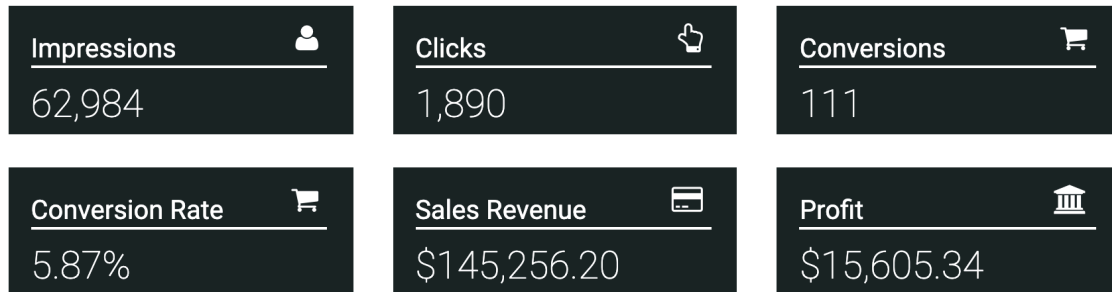 Impressions
62,984
Clicks
1,890
Conversions
111
Conversion Rate
5.87%
Sales Revenue
$145,256.20
Profit
$15,605.34